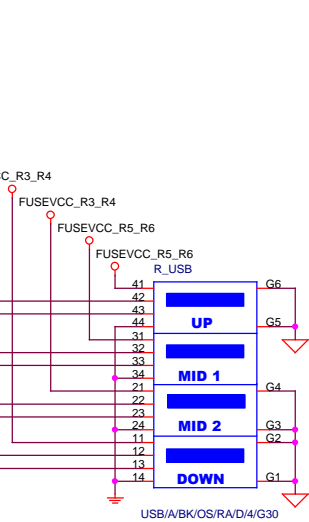 C_R3_R4
FUSEVCC_R3_R4
FUSEVCC_R5_R6
FUSEVCC_R5_R6
R_USB
41 G6
42
43
44 UP G5
31
32
33
34 MID 1
21 G4
22
23
24 MID 2 G3
11 G2
12
13
14 DOWN G1
USB/A/BK/OS/RA/D/4/G30